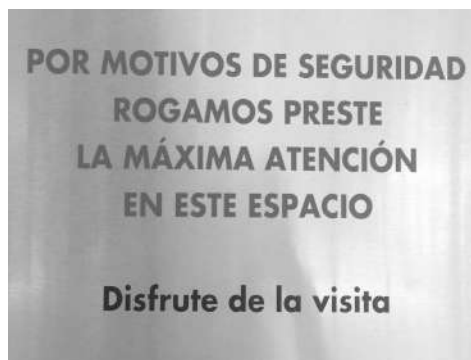 POR MOTIVOS DE SEGURIDAD
ROGAMOS PRESTE
LA MÁXIMA ATENCIÓN
EN ESTE ESPACIO
Disfrute de la visita